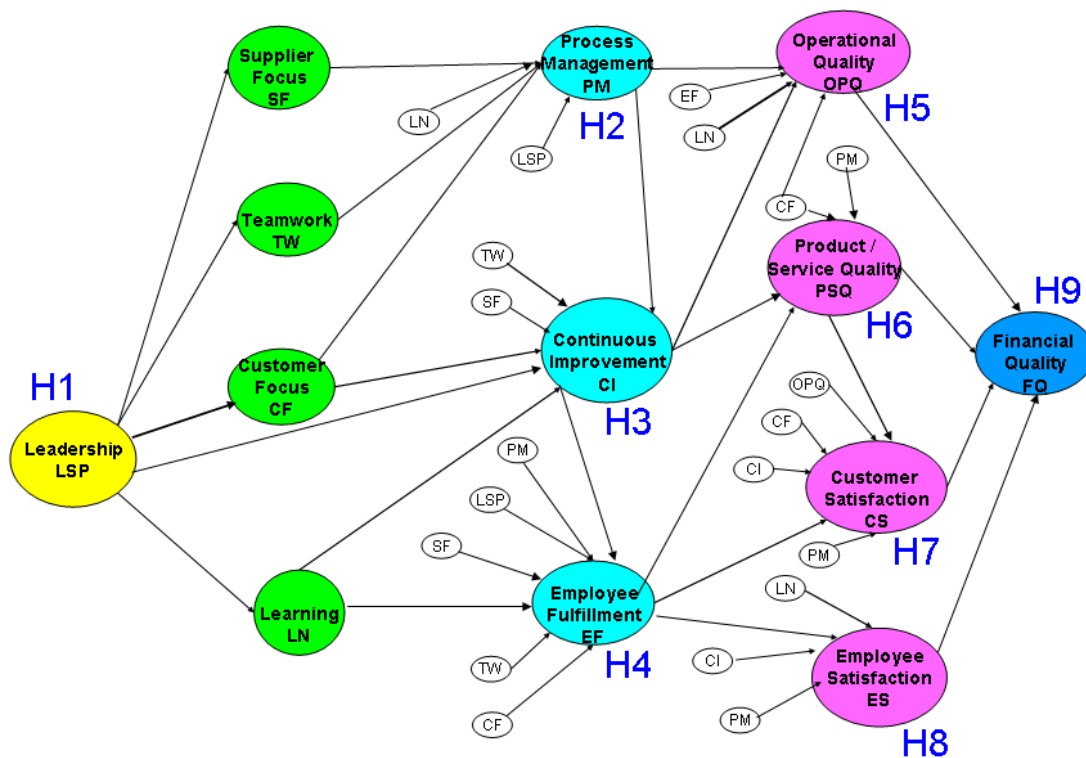 Supplier
Focus
SF
Process
Management
PM
H2
Operational
Quality
OPQ
H5
LN
LSP
EF
LN
CF
PM
Teamwork
TW
TW
SF
Product /
Service Quality
PSQ
H6
H9
Financial
Quality
FQ
Continuous
Improvement
CI
H3
Customer
Focus
CF
H1
Leadership
LSP
OPQ
CF
CI
PM
Customer
Satisfaction
CS
H7
PM
LSP
SF
TW
CF
Learning
LN
Employee
Fulfillment
EF
H4
LN
CI
PM
Employee
Satisfaction
ES
H8